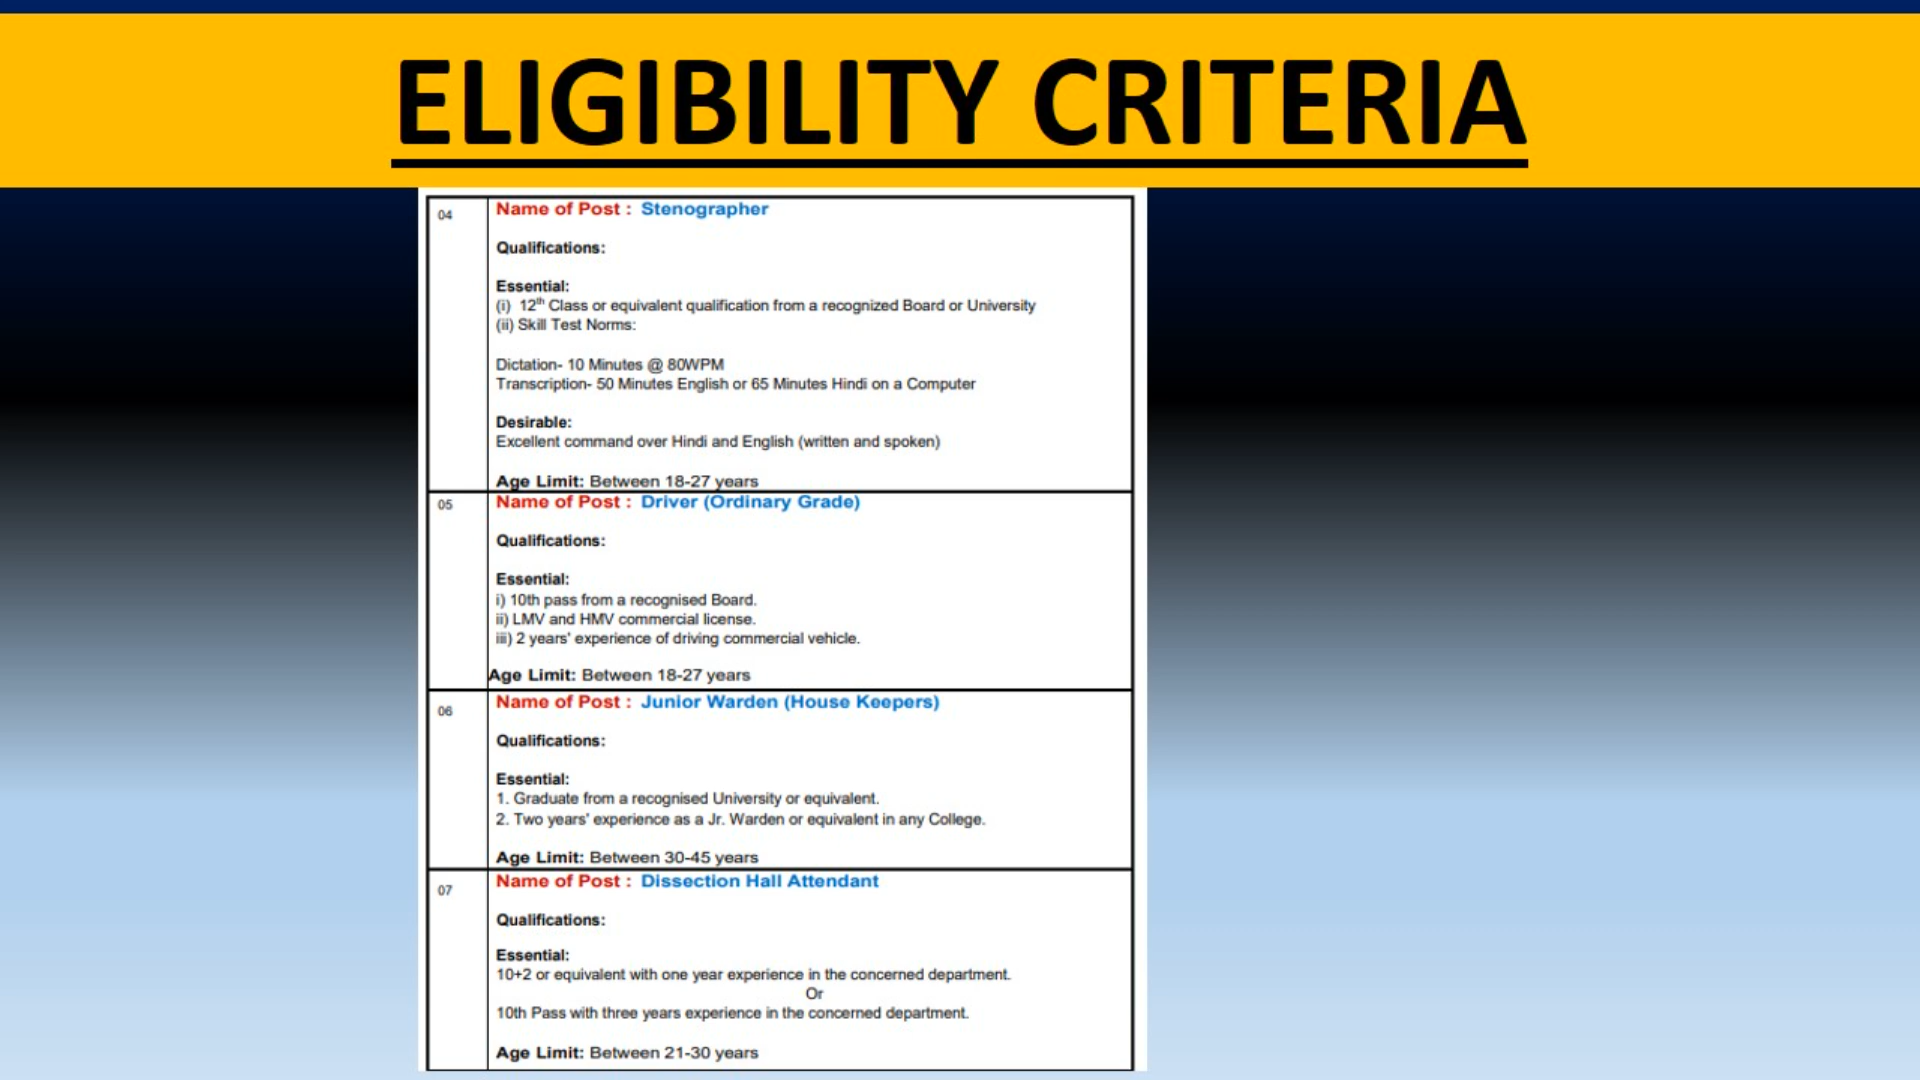 ELIGIBILITY CRITERIA
04
Name of Post : Stenographer
Qualifications:
Essential:
(i) 12th Class or equivalent qualification from a recognized Board or University
(ii) Skill Test Norms:
Dictation- 10 Minutes @ 80WPM
Transcription- 50 Minutes English or 65 Minutes Hindi on a Computer
Desirable:
Excellent command over Hindi and English (written and spoken)
Age Limit: Between 18-27 years
05
Name of Post : Driver (Ordinary Grade)
Qualifications:
Essential:
i) 10th pass from a recognised Board.
ii) LMV and HMV commercial license.
iii) 2 years' experience of driving commercial vehicle.
Age Limit: Between 18-27 years
06
Name of Post : Junior Warden (House Keepers)
Qualifications:
Essential:
1. Graduate from a recognised University or equivalent.
2. Two years' experience as a Jr. Warden or equivalent in any College.
Age Limit: Between 30-45 years
07
Name of Post : Dissection Hall Attendant
Qualifications:
Essential:
10+2 or equivalent with one year experience in the concerned department.
Or
10th Pass with three years experience in the concerned department.
Age Limit: Between 21-30 years